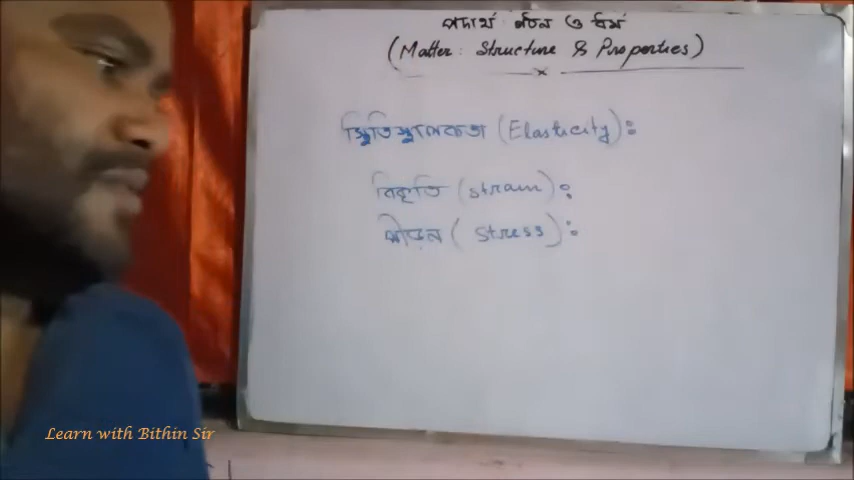 পদার্থ : গঠন ও ধর্ম
(Matter: Structure & Properties)
স্থিতিস্থাপকতা (Elasticity):
বিকৃতি (strain):
পীড়ন (stress):
Learn with Bithin Sir